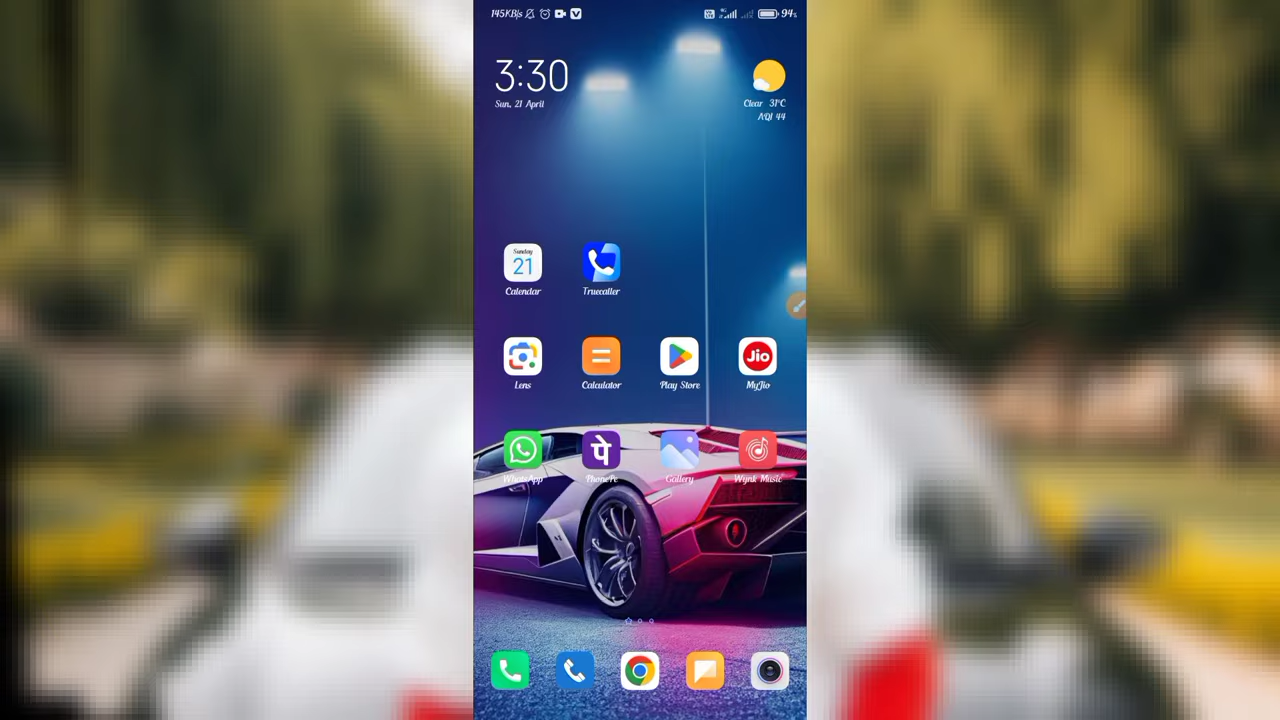 145KB/s
94%
3:30
Sun, 21 April
Clear 31°C
AQI 44
Sunday
21
Calendar
Truecaller
Lens
Calculator
Play Store
Jio
MyJio
पे
WhatsApp
PhonePe
Gallery
Wynk Music